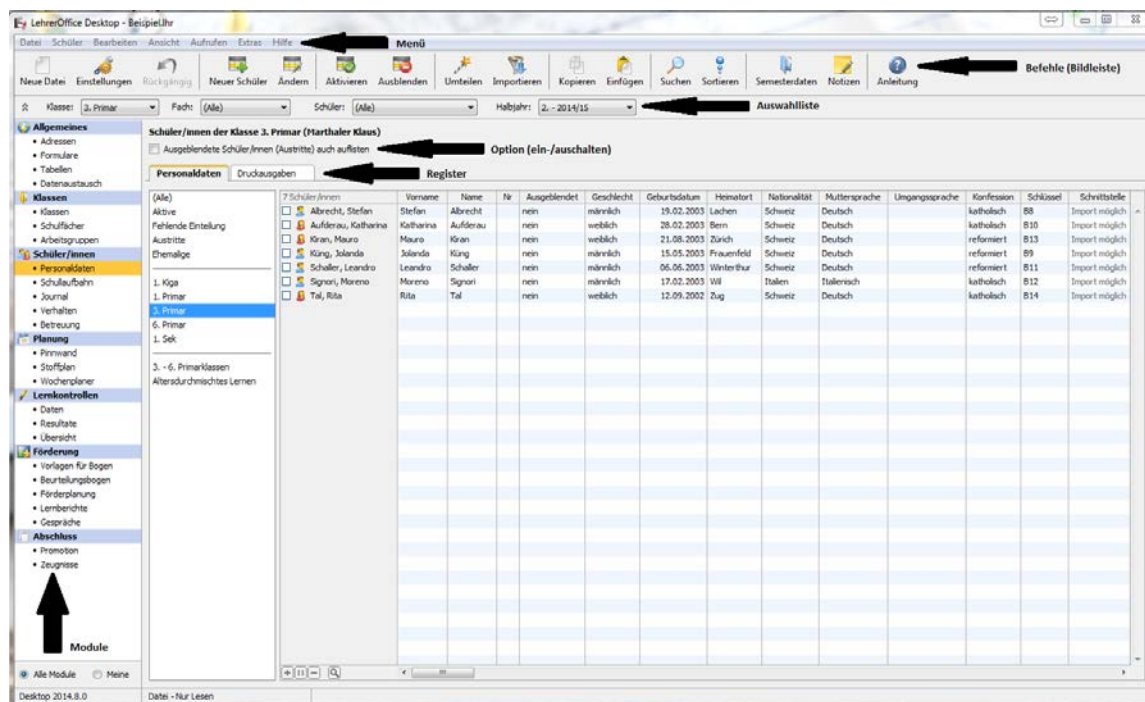 LehrerOffice Desktop - BeispielUhr
Datei Schüler Bearbeiten Ansicht Aufrufen Extras Hilfe Menü
Neue Datei Einstellungen Rückgängig Neuer Schüler Ändern Aktivieren Ausblenden Umteilen Importieren Kopieren Einfügen Suchen Sortieren Semesterdaten Notizen Anleitung Befehle (Bildleiste)
Klasse: 3. Primar Fach: (Alle) Schüler: (Alle) Halbjahr: 2. - 2014/15 Auswahlliste
Allgemeines
• Adressen
• Formulare
• Tabellen
• Datenaustausch
Klassen
• Klassen
• Schulfächer
• Arbeitsgruppen
Schüler/innen
• Personaldaten
• Schullaufbahn
• Journal
• Verhalten
• Betreuung
Planung
• Pinnwand
• Stoffplan
• Wochenplaner
Lernkontrollen
• Daten
• Resultate
• Übersicht
Förderung
• Vorlagen für Bogen
• Beurteilungsbogen
• Förderplanung
• Lernberichte
• Gespräche
Abschluss
• Promotion
• Zeugnisse
Module
Alle Module Meine
Schüler/innen der Klasse 3. Primar (Marthaler Klaus)
Ausgeblendete Schüler/innen (Austritte) auch auflisten Option (ein-/auschalten)
Personaldaten Druckausgaben Register
(Alle)
Aktive
Fehlende Einteilung
Austritte
Ehemalige
1. Kiga
1. Primar
3. Primar
6. Primar
1. Sek
3. - 6. Primarklassen
Altersdurchmischtes Lernen
7 Schüler/innen Vorname Name Nr Ausgeblendet Geschlecht Geburtsdatum Heimatort Nationalität Muttersprache Umgangssprache Konfession Schlüssel Schnittstelle
Albrecht, Stefan Stefan Albrecht nein männlich 19.02.2003 Lachen Schweiz Deutsch katholisch B8 Import möglich
Aufderau, Katharina Katharina Aufderau nein weiblich 28.02.2003 Bern Schweiz Deutsch katholisch B10 Import möglich
Kiran, Mauro Mauro Kiran nein männlich 21.08.2003 Zürich Schweiz Deutsch reformiert B13 Import möglich
Küng, Jolanda Jolanda Küng nein männlich 15.05.2003 Frauenfeld Schweiz Deutsch reformiert B9 Import möglich
Schaller, Leandro Leandro Schaller nein männlich 06.06.2003 Winterthur Schweiz Deutsch reformiert B11 Import möglich
Signori, Moreno Moreno Signori nein männlich 17.02.2003 Wil Italien Italienisch katholisch B12 Import möglich
Tal, Rita Rita Tal nein weiblich 12.09.2002 Zug Schweiz Deutsch katholisch B14 Import möglich
Desktop 2014.8.0 Datei - Nur Lesen